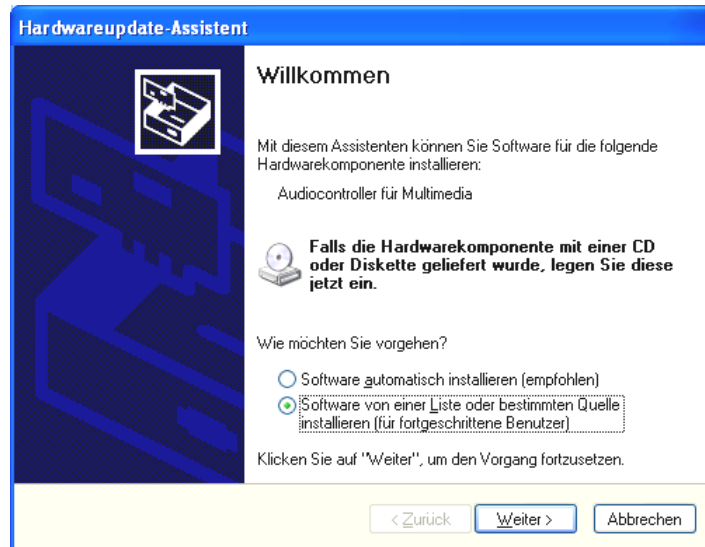 Hardwareupdate-Assistent
Willkommen
Mit diesem Assistenten können Sie Software für die folgende
Hardwarekomponente installieren:
Audiocontroller für Multimedia
Falls die Hardwarekomponente mit einer CD
oder Diskette geliefert wurde, legen Sie diese
jetzt ein.
Wie möchten Sie vorgehen?
Software automatisch installieren (empfohlen)
Software von einer Liste oder bestimmten Quelle
installieren (für fortgeschrittene Benutzer)
Klicken Sie auf "Weiter", um den Vorgang fortzusetzen.
< Zurück Weiter > Abbrechen